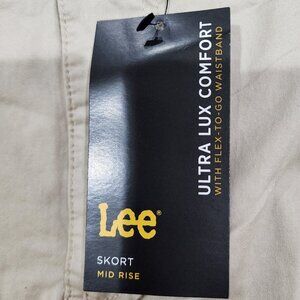 ULTRA LUX COMFORT
WITH FLEX-TO-GO WAISTBAND
Lee®
SKORT
MID RISE